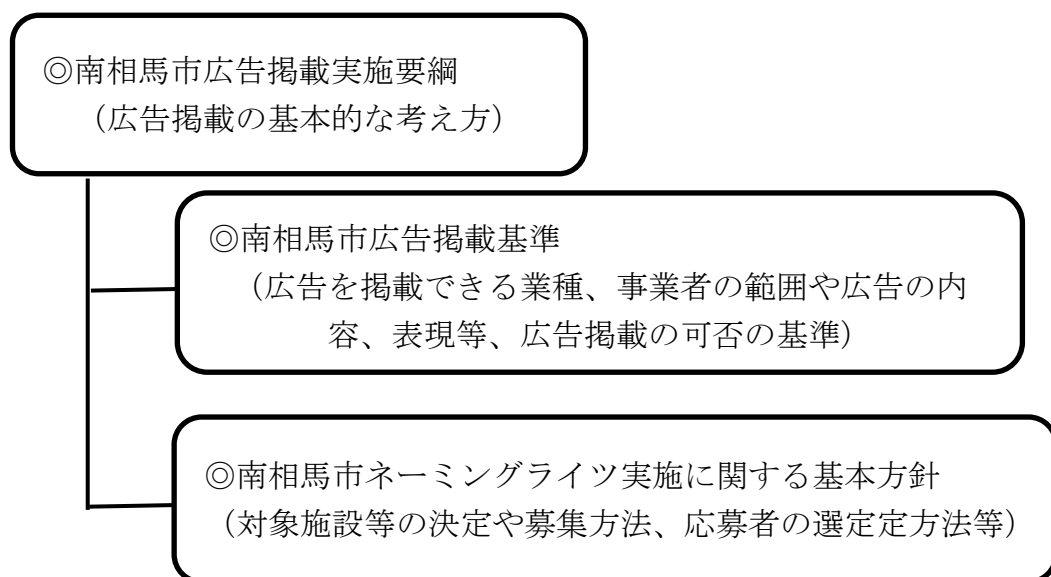 ◎南相馬市広告掲載実施要綱
（広告掲載の基本的な考え方）
◎南相馬市広告掲載基準
（広告を掲載できる業種、事業者の範囲や広告の内
容、表現等、広告掲載の可否の基準）
◎南相馬市ネーミングライツ実施に関する基本方針
（対象施設等の決定や募集方法、応募者の選定定方法等）